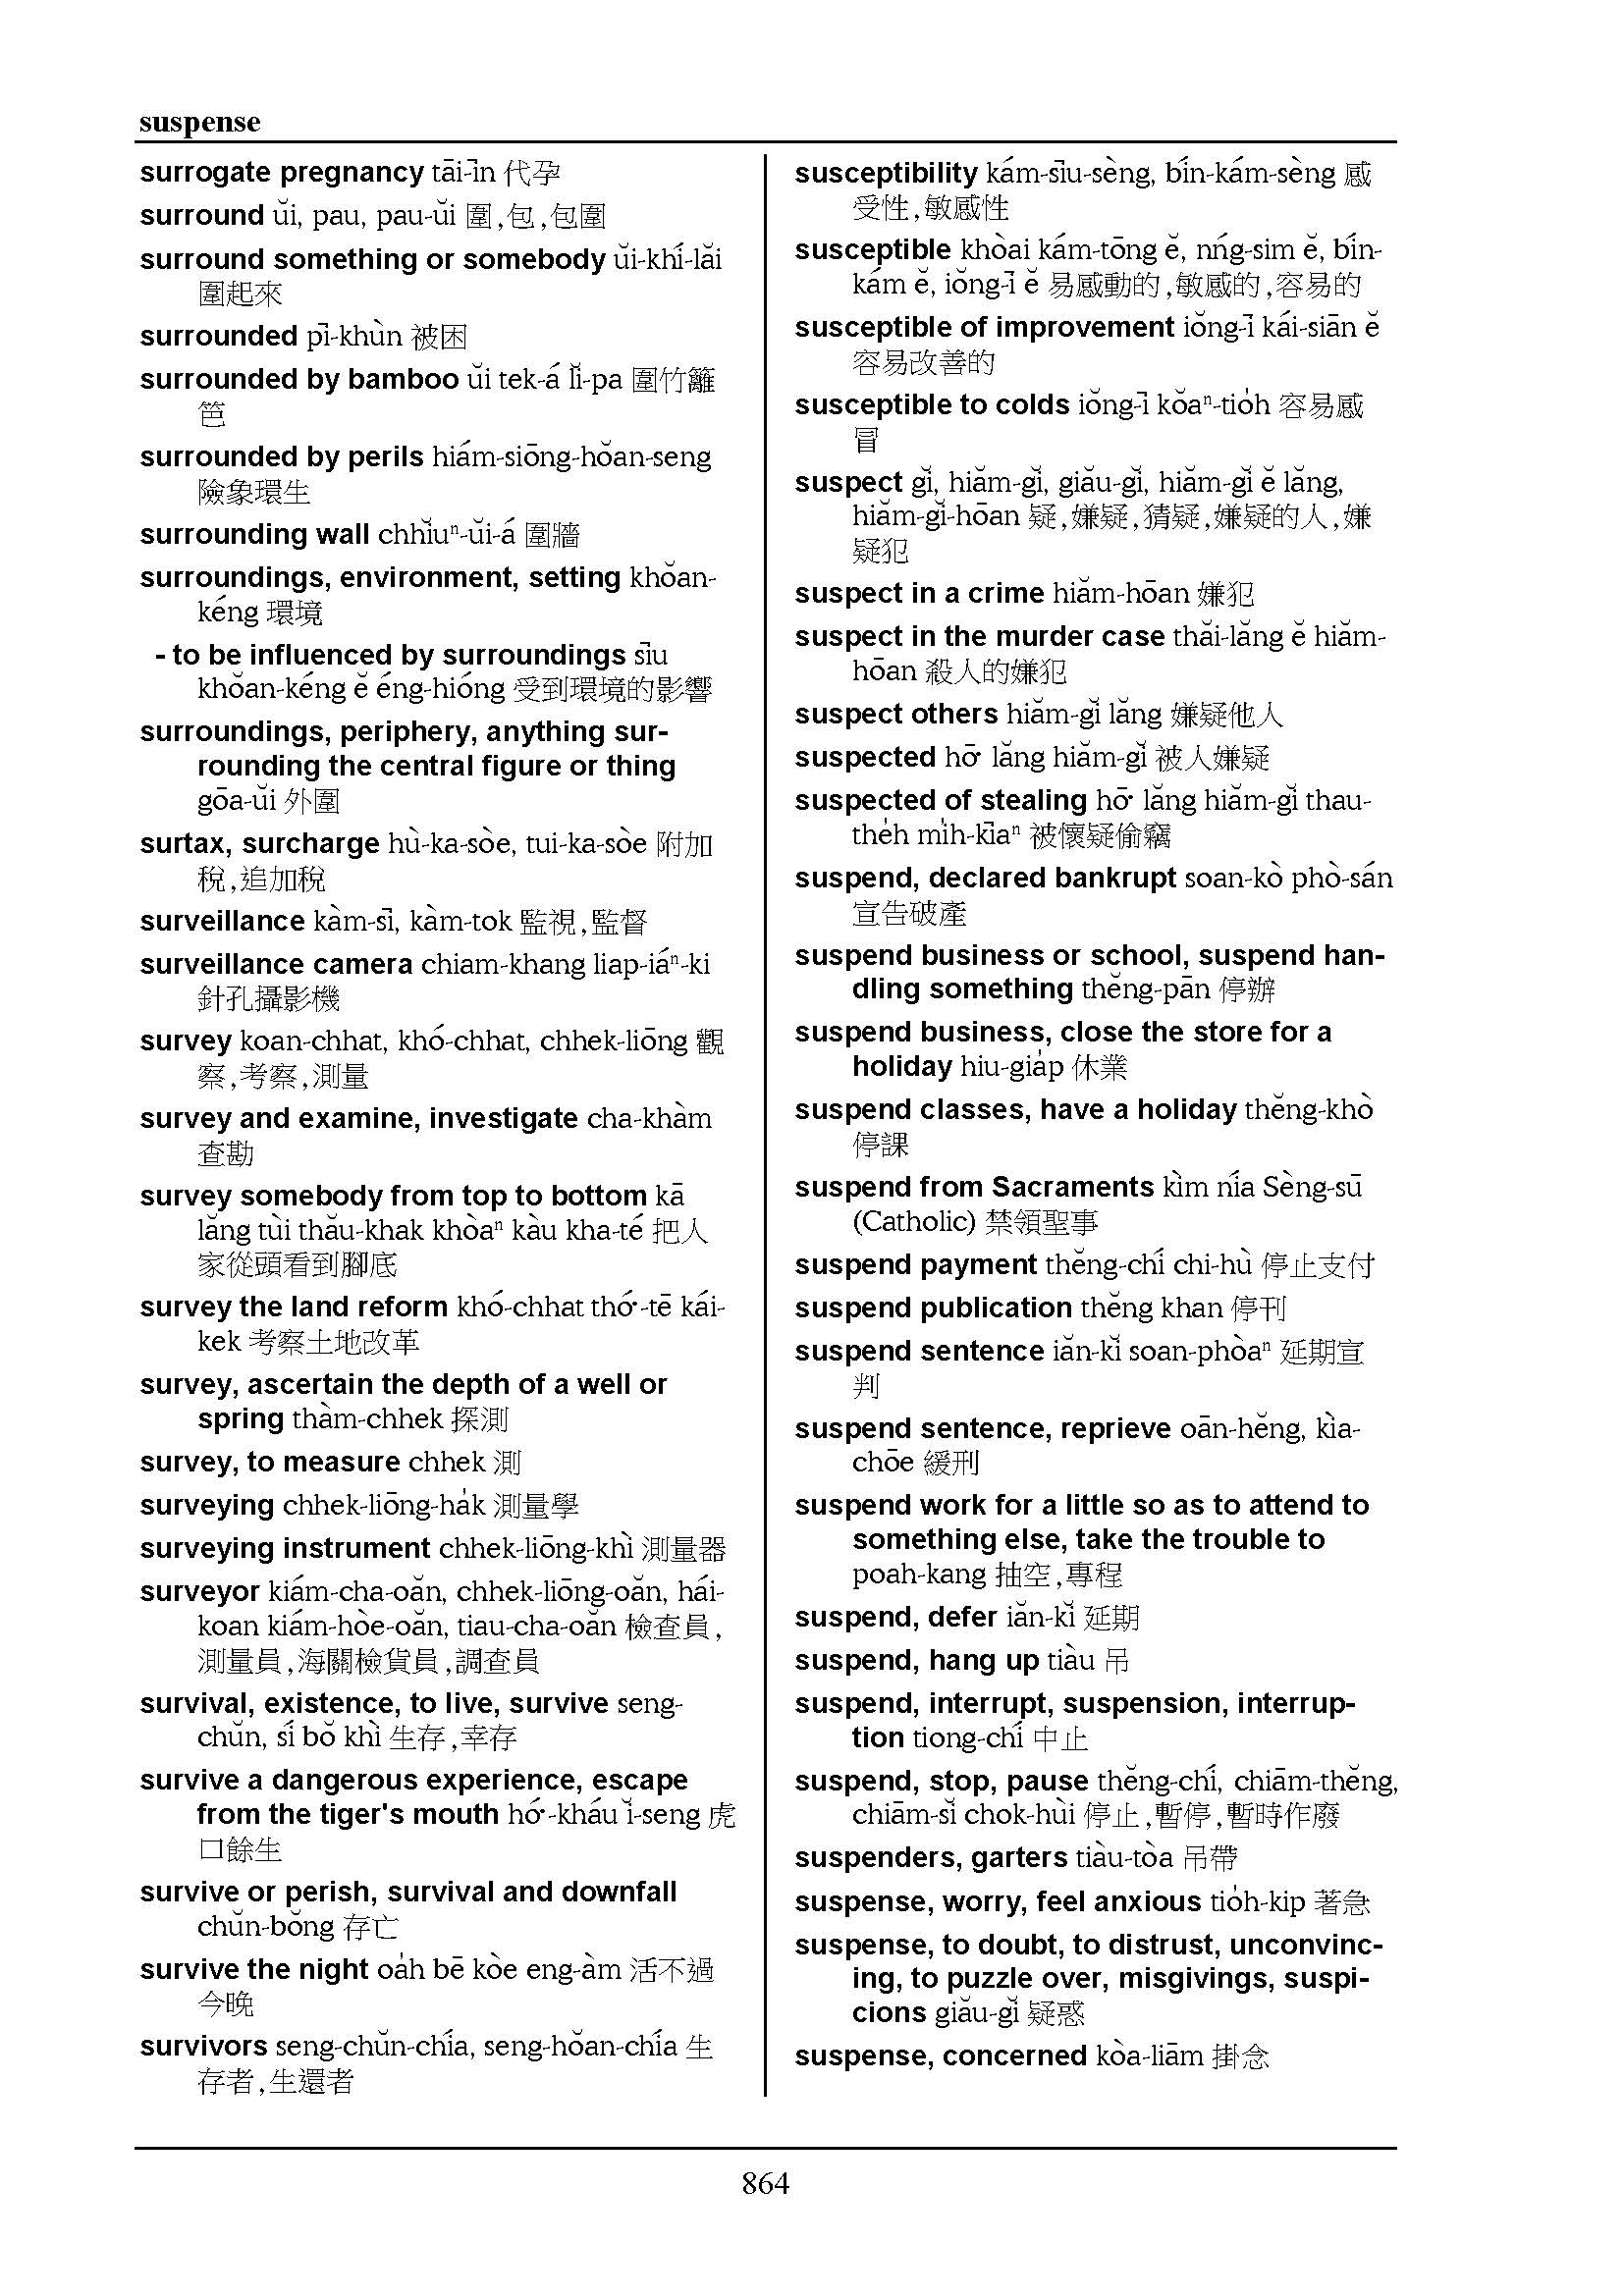 suspense
surrogate pregnancy tāi-īn 代孕
surround ŭi, pau, pau-ŭi 圍,包,包圍
surround something or somebody ŭi-khí-lăi
圍起來
surrounded pī-khùn 被困
surrounded by bamboo ŭi tek-á lĭ-pa 圍竹籬
笆
surrounded by perils hiám-siōng-hŏan-seng
險象環生
surrounding wall chhĭuⁿ-ŭi-á 圍牆
surroundings, environment, setting khŏan-
kéng 環境
- to be influenced by surroundings sīu
khŏan-kéng ĕ éng-hióng 受到環境的影響
surroundings, periphery, anything sur-
rounding the central figure or thing
gōa-ŭi 外圍
surtax, surcharge hù-ka-sòe, tui-ka-sòe 附加
稅,追加稅
surveillance kàm-sī, kàm-tok 監視,監督
surveillance camera chiam-khang liap-iáⁿ-ki
針孔攝影機
survey koan-chhat, khó-chhat, chhek-liōng 觀
察,考察,測量
survey and examine, investigate cha-khàm
查勘
survey somebody from top to bottom kā
lăng tùi thău-khak khòaⁿ kàu kha-té 把人
家從頭看到腳底
survey the land reform khó-chhat thó͘-tē kái-
kek 考察土地改革
survey, ascertain the depth of a well or
spring thàm-chhek 探測
survey, to measure chhek 測
surveying chhek-liōng-ha̍k 測量學
surveying instrument chhek-liōng-khì 測量器
surveyor kiám-cha-oăn, chhek-liōng-oăn, hái-
koan kiám-hòe-oăn, tiau-cha-oăn 檢查員,
測量員,海關檢貨員,調查員
survival, existence, to live, survive seng-
chŭn, sí bŏ khì 生存,幸存
survive a dangerous experience, escape
from the tiger's mouth hó͘-kháu ĭ-seng 虎
口餘生
survive or perish, survival and downfall
chŭn-bŏng 存亡
survive the night oa̍h bē kòe eng-àm 活不過
今晚
survivors seng-chŭn-chía, seng-hŏan-chía 生
存者,生還者
susceptibility kám-sīu-sèng, bín-kám-sèng 感
受性,敏感性
susceptible khòai kám-tōng ĕ, nńg-sim ĕ, bín-
kám ĕ, iŏng-ī ĕ 易感動的,敏感的,容易的
susceptible of improvement iŏng-ī kái-siān ĕ
容易改善的
susceptible to colds iŏng-ī kŏaⁿ-tio̍h 容易感
冒
suspect gĭ, hiăm-gĭ, giău-gĭ, hiăm-gĭ ĕ lăng,
hiăm-gĭ-hōan 疑,嫌疑,猜疑,嫌疑的人,嫌
疑犯
suspect in a crime hiăm-hōan 嫌犯
suspect in the murder case thăi-lăng ĕ hiăm-
hōan 殺人的嫌犯
suspect others hiăm-gĭ lăng 嫌疑他人
suspected hō͘ lăng hiăm-gĭ 被人嫌疑
suspected of stealing hō͘ lăng hiăm-gĭ thau-
the̍h mi̍h-kīaⁿ 被懷疑偷竊
suspend, declared bankrupt soan-kò phò-sán
宣告破產
suspend business or school, suspend han-
dling something thĕng-pān 停辦
suspend business, close the store for a
holiday hiu-gia̍p 休業
suspend classes, have a holiday thĕng-khò
停課
suspend from Sacraments kìm nía Sèng-sū
(Catholic) 禁領聖事
suspend payment thĕng-chí chi-hù 停止支付
suspend publication thĕng khan 停刊
suspend sentence iăn-kĭ soan-phòaⁿ 延期宣
判
suspend sentence, reprieve oān-hĕng, kìa-
chōe 緩刑
suspend work for a little so as to attend to
something else, take the trouble to
poah-kang 抽空,專程
suspend, defer iăn-kĭ 延期
suspend, hang up tiàu 吊
suspend, interrupt, suspension, interrup-
tion tiong-chí 中止
suspend, stop, pause thĕng-chí, chiām-thĕng,
chiām-sĭ chok-hùi 停止,暫停,暫時作廢
suspenders, garters tiàu-tòa 吊帶
suspense, worry, feel anxious tio̍h-kip 著急
suspense, to doubt, to distrust, unconvinc-
ing, to puzzle over, misgivings, suspi-
cions giău-gĭ 疑惑
suspense, concerned kòa-liām 掛念
864